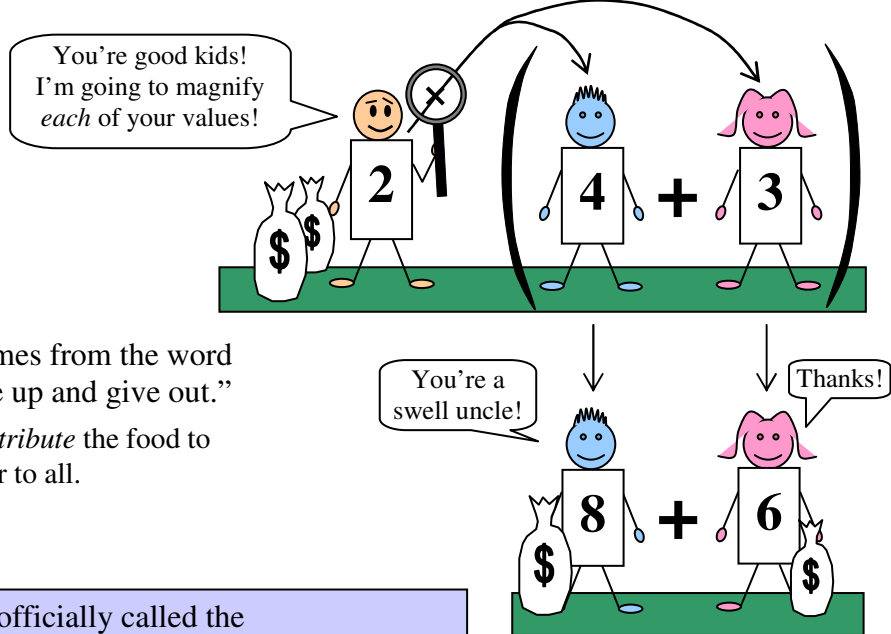 You're good kids!
I'm going to magnify
each of your values!
×
2
4 + 3
$
$
mes from the word
e up and give out.”
tribute the food to
r to all.
You're a
swell uncle!
Thanks!
8 + 6
$
$
officially called the